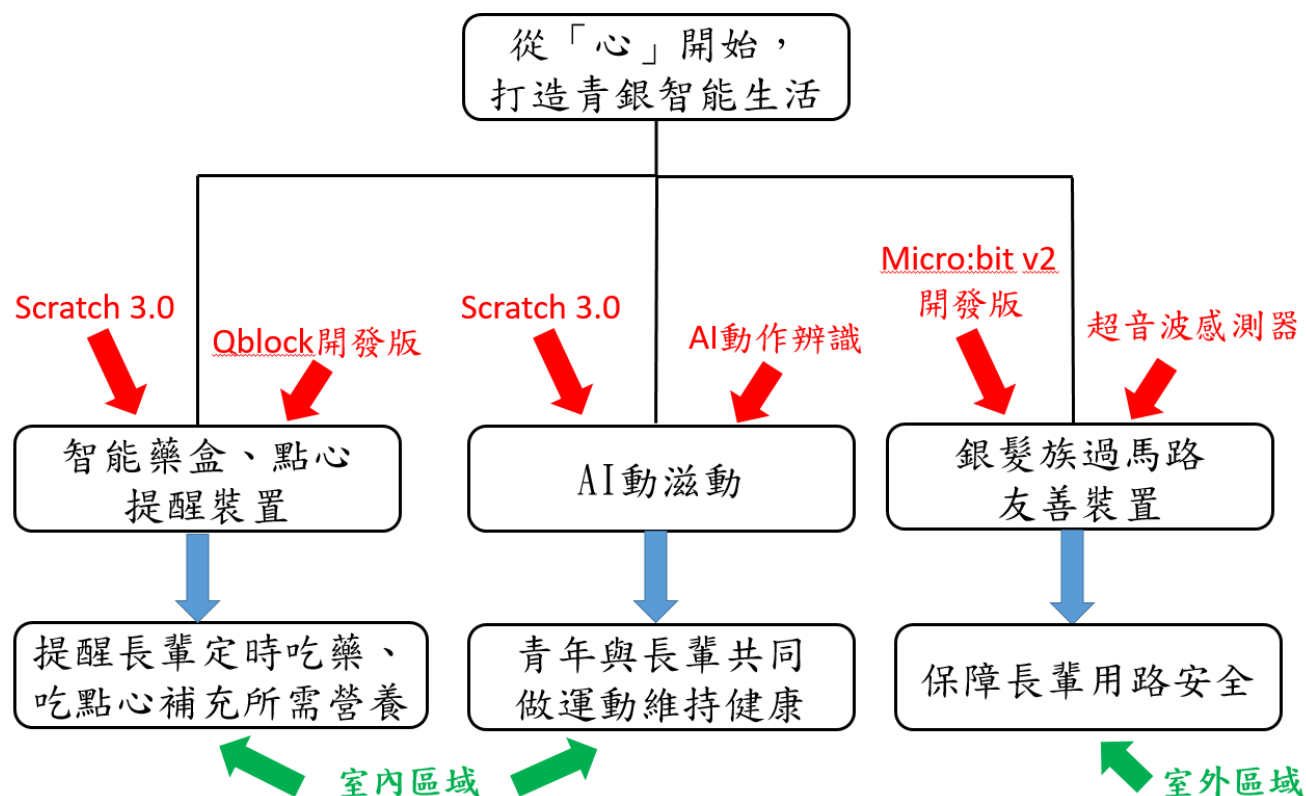 從「心」開始，
打造青銀智能生活
Scratch 3.0
Qblock開發版
Scratch 3.0
AI動作辨識
Micro:bit v2
開發版
超音波感測器
智能藥盒、點心
提醒裝置
AI動滋動
銀髮族過馬路
友善裝置
提醒長輩定時吃藥、
吃點心補充所需營養
青年與長輩共同
做運動維持健康
保障長輩用路安全
室內區域
室外區域